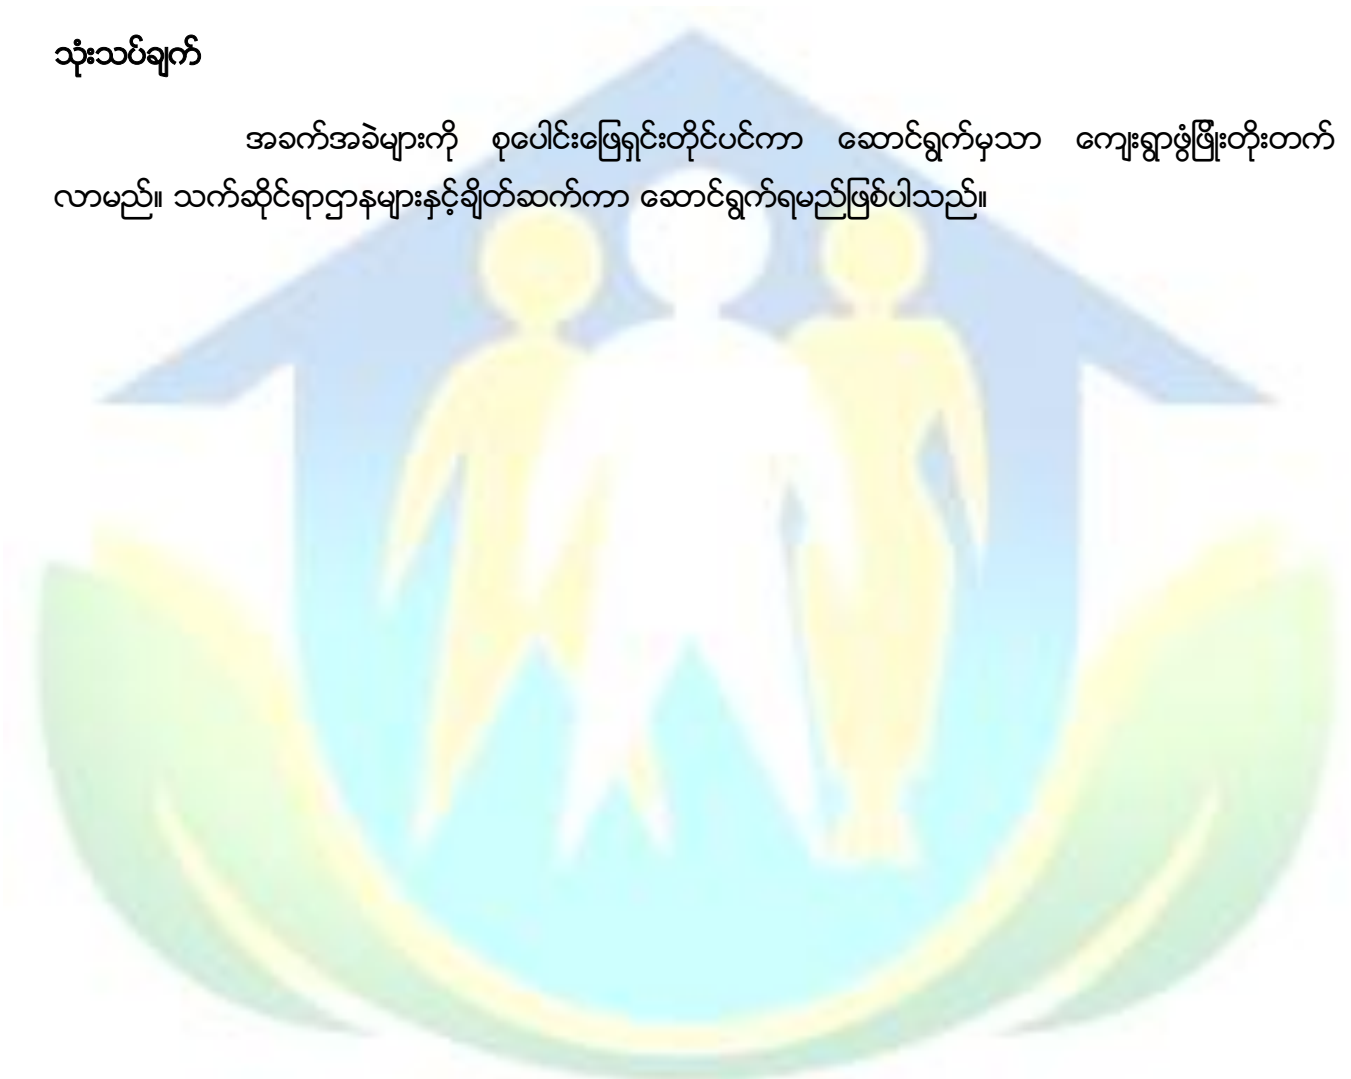 သုံးသပ်ချက်
အခက်အခဲများကို စုပေါင်းဖြေရှင်းတိုင်ပင်ကာ ဆောင်ရွက်မှသာ ကျေးရွာဖွံ့ဖြိုးတိုးတက်
လာမည်။ သက်ဆိုင်ရာဌာနများနှင့်ချိတ်ဆက်ကာ ဆောင်ရွက်ရမည်ဖြစ်ပါသည်။